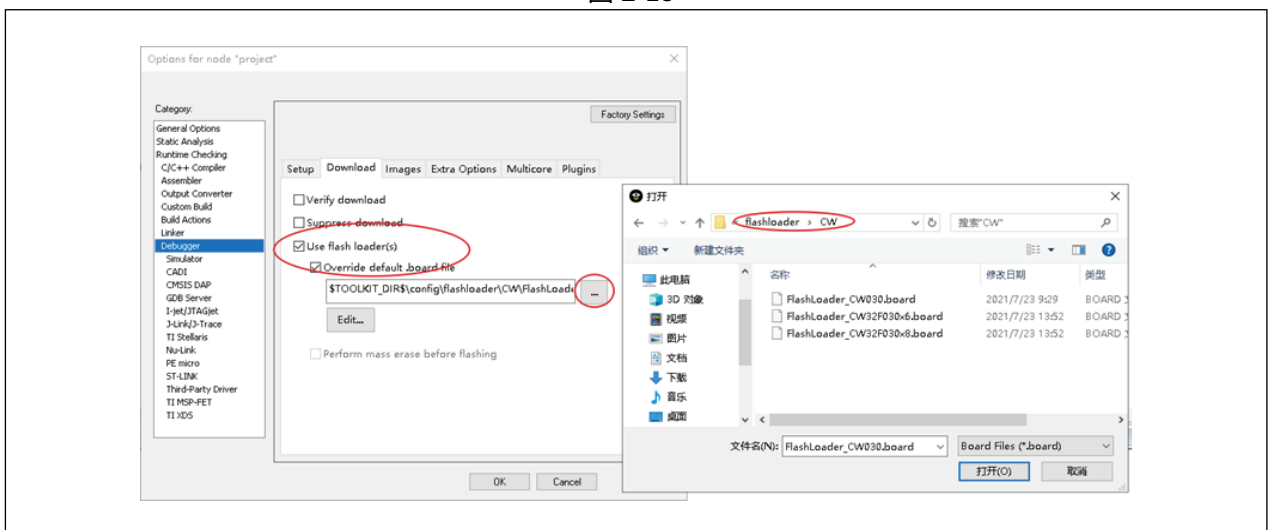 Options for node "project"
Category:
General Options
Static Analysis
Runtime Checking
C/C++ Compiler
Assembler
Output Converter
Custom Build
Build Actions
Linker
Debugger
Simulator
CADI
CMSIS DAP
GDB Server
I-jet/JTAGjet
J-Link/J-Trace
TI Stellaris
Nu-Link
PE micro
ST-LINK
Third-Party Driver
TI MSP-FET
TI XDS
Factory Settings
Setup Download Images Extra Options Multicore Plugins
Verify download
Suppress download
Use flash loader(s)
Override default .board file
$TOOLKIT_DIR$\config\flashloader\CW\FlashLoade
...
Edit...
Perform mass erase before flashing
OK Cancel
打开
« flashloader › CW
搜索"CW"
组织 新建文件夹
此电脑
3D 对象
视频
图片
文档
下载
音乐
桌面
名称 修改日期 类型
FlashLoader_CW030.board 2021/7/23 9:29 BOARD
FlashLoader_CW32F030x6.board 2021/7/23 13:52 BOARD
FlashLoader_CW32F030x8.board 2021/7/23 13:52 BOARD
文件名(N): FlashLoader_CW030.board Board Files (*.board)
打开(O) 取消